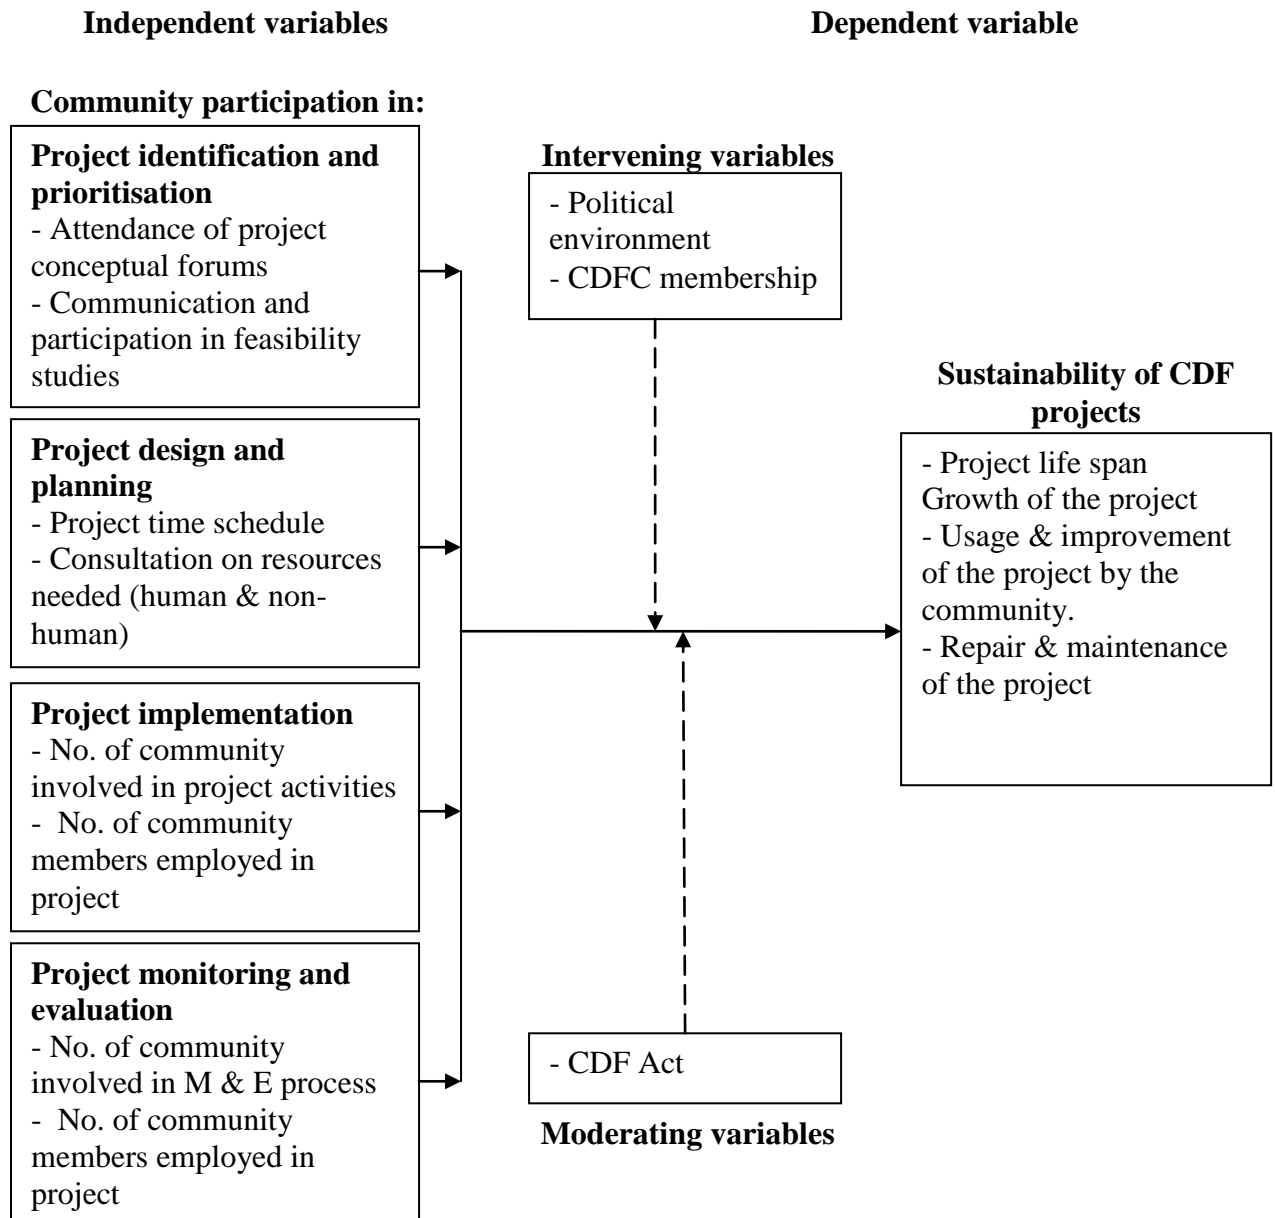 Independent variables
Dependent variable
Community participation in:
Project identification and
prioritisation
- Attendance of project
conceptual forums
- Communication and
participation in feasibility
studies
Project design and
planning
- Project time schedule
- Consultation on resources
needed (human & non-
human)
Project implementation
- No. of community
involved in project activities
- No. of community
members employed in
project
Project monitoring and
evaluation
- No. of community
involved in M & E process
- No. of community
members employed in
project
Intervening variables
- Political
environment
- CDFC membership
- CDF Act
Moderating variables
Sustainability of CDF
projects
- Project life span
Growth of the project
- Usage & improvement
of the project by the
community.
- Repair & maintenance
of the project